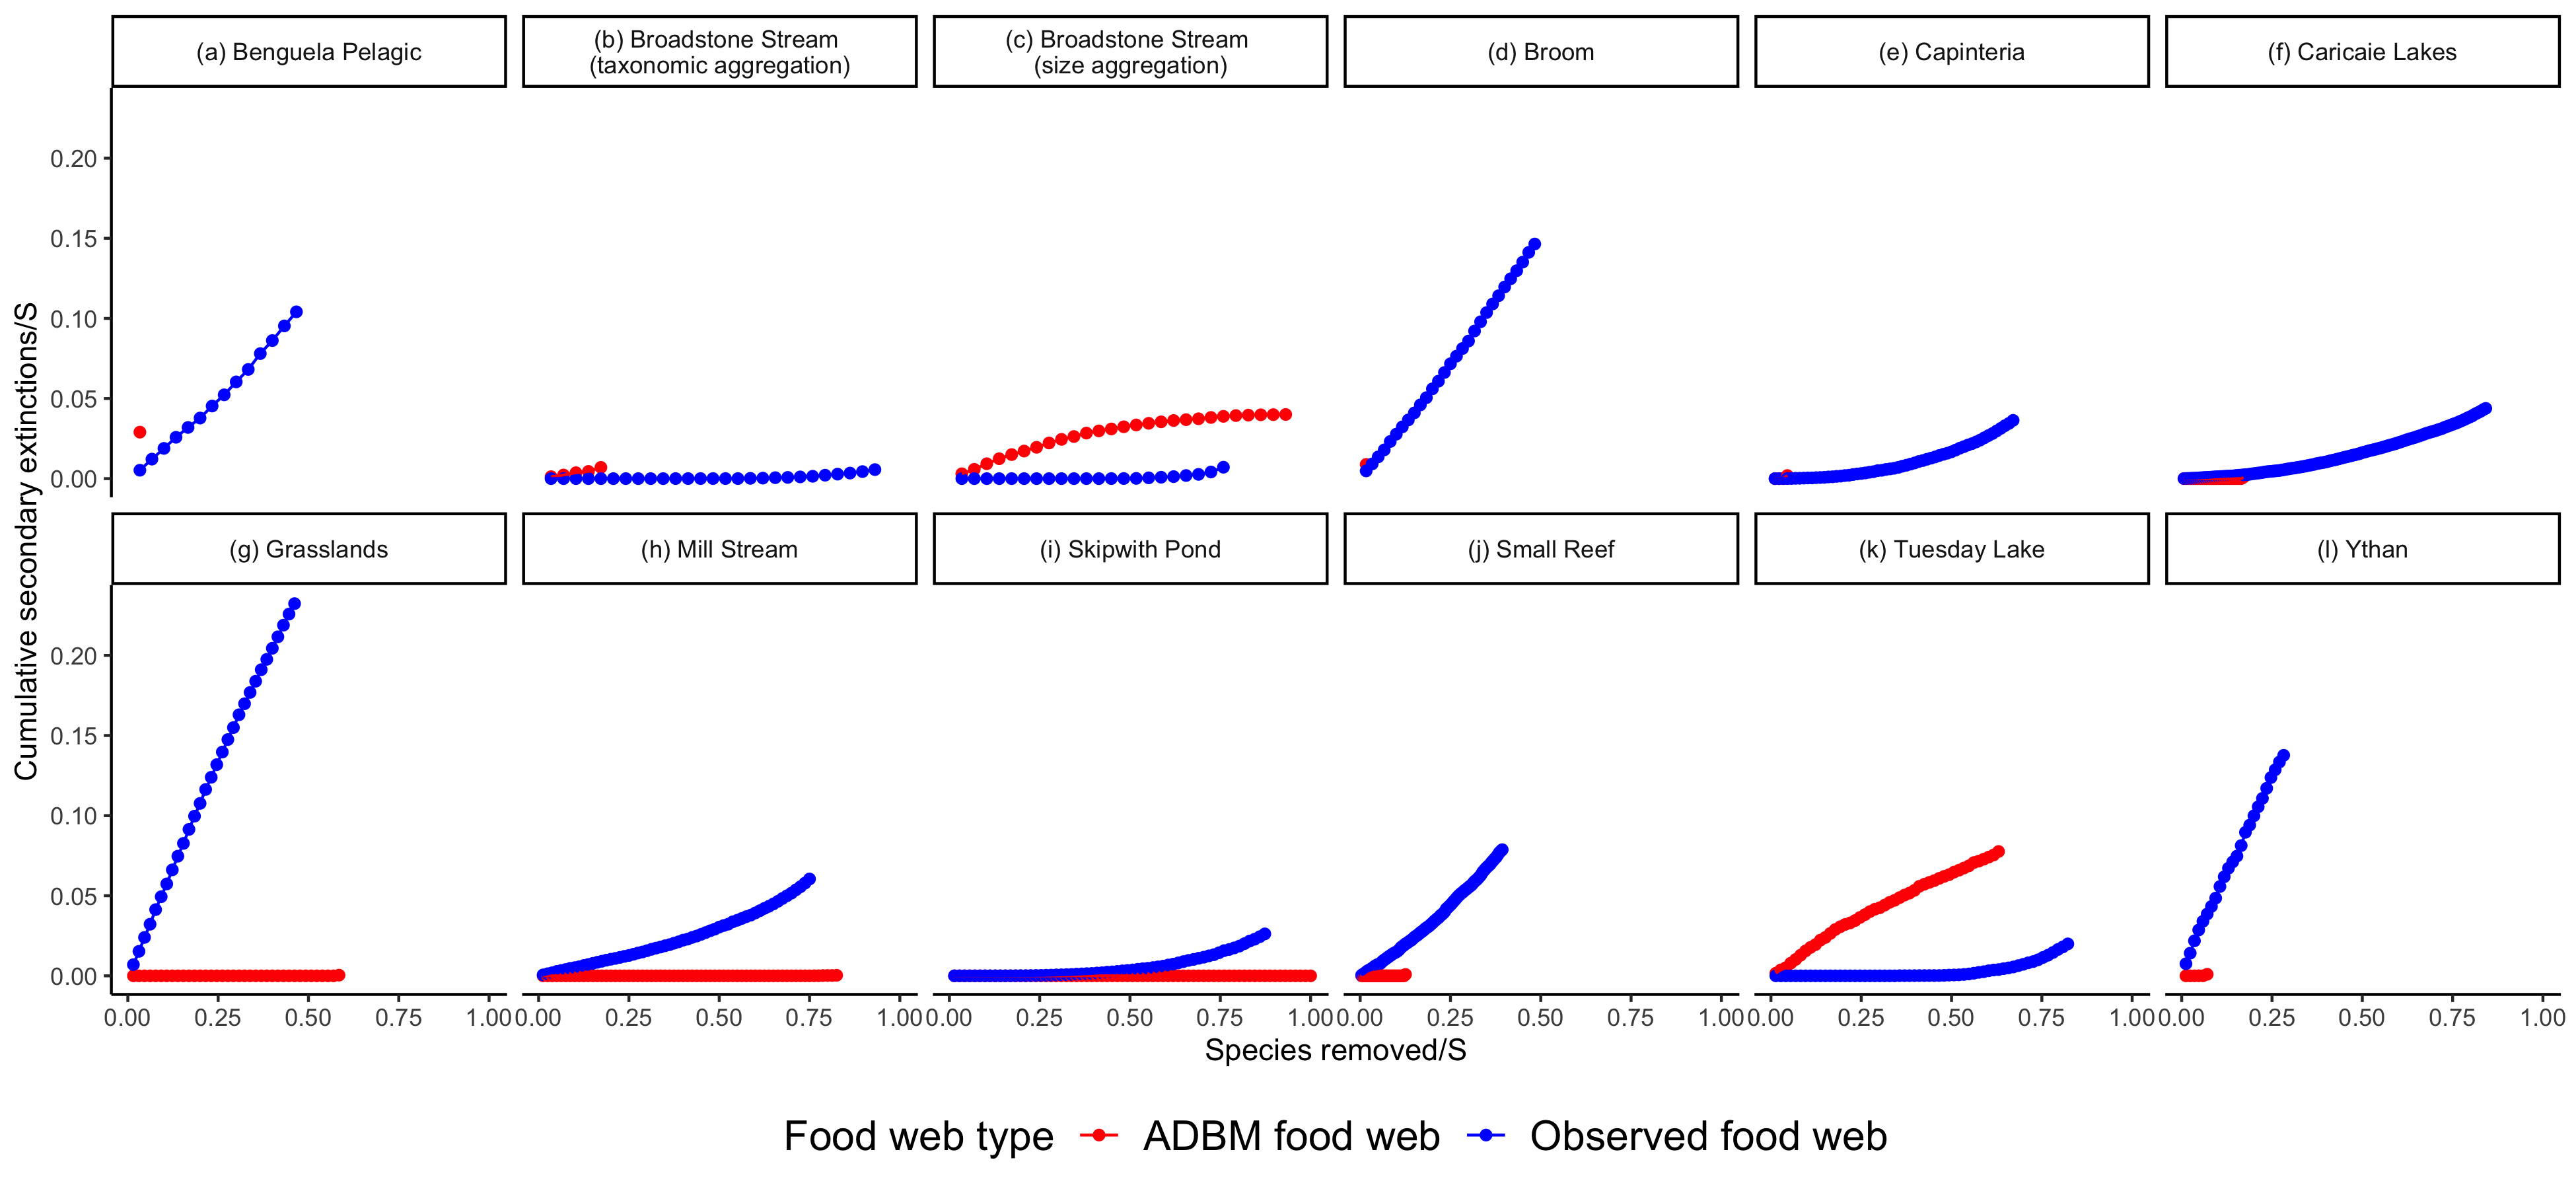 (a) Benguela Pelagic
(b) Broadstone Stream
(taxonomic aggregation)
(c) Broadstone Stream
(size aggregation)
(d) Broom
(e) Capinteria
(f) Caricaie Lakes
0.20
0.15
0.10
0.05
0.00
Cumulative secondary extinctions/S
(g) Grasslands
(h) Mill Stream
(i) Skipwith Pond
(j) Small Reef
(k) Tuesday Lake
(l) Ythan
0.20
0.15
0.10
0.05
0.00
0.00 0.25 0.50 0.75 1.00
0.00 0.25 0.50 0.75 1.00
0.00 0.25 0.50 0.75 1.00
0.00 0.25 0.50 0.75 1.00
0.00 0.25 0.50 0.75 1.00
0.00 0.25 0.50 0.75 1.00
Species removed/S
Food web type ADBM food web Observed food web